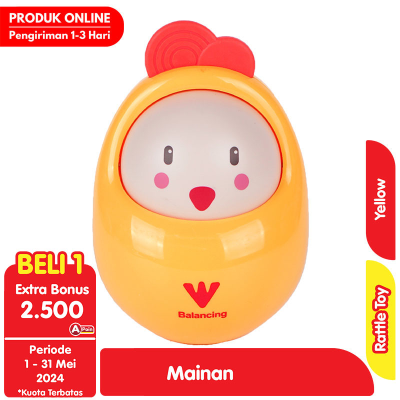 PRODUK ONLINE
Pengiriman 1-3 Hari
Yellow
Rattle Toy
W
Balancing
BELI 1
Extra Bonus
2.500
A-Poin
Periode
1 - 31 Mei
2024
*Kuota Terbatas
Mainan